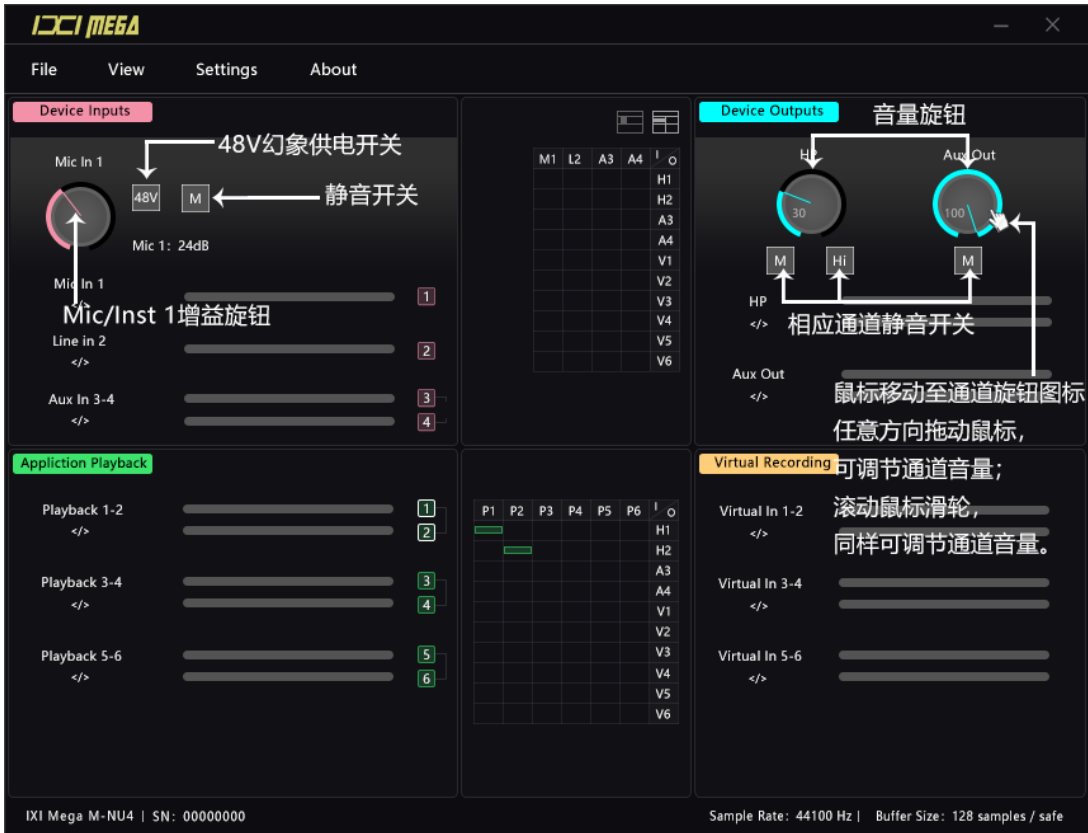 IXI MEGA
File View Settings About
Device Inputs
48V幻象供电开关
Mic In 1
48V M
静音开关
Mic 1: 24dB
Mic In 1
</>
1
Mic/Inst 1增益旋钮
Line in 2
</>
2
Aux In 3-4
</>
3
4
M1 L2 A3 A4 I/O
H1
H2
A3
A4
V1
V2
V3
V4
V5
V6
Device Outputs
音量旋钮
HP Aux Out
30 100
M Hi M
HP
</>
相应通道静音开关
Aux Out
</>
鼠标移动至通道旋钮图标
任意方向拖动鼠标，
可调节通道音量；
滚动鼠标滑轮，
同样可调节通道音量。
Appliction Playback
Playback 1-2
</>
1
2
Playback 3-4
</>
3
4
Playback 5-6
</>
5
6
P1 P2 P3 P4 P5 P6 I/O
H1
H2
A3
A4
V1
V2
V3
V4
V5
V6
Virtual Recording
Virtual In 1-2
</>
Virtual In 3-4
</>
Virtual In 5-6
</>
IXI Mega M-NU4 | SN: 00000000
Sample Rate: 44100 Hz | Buffer Size: 128 samples / safe